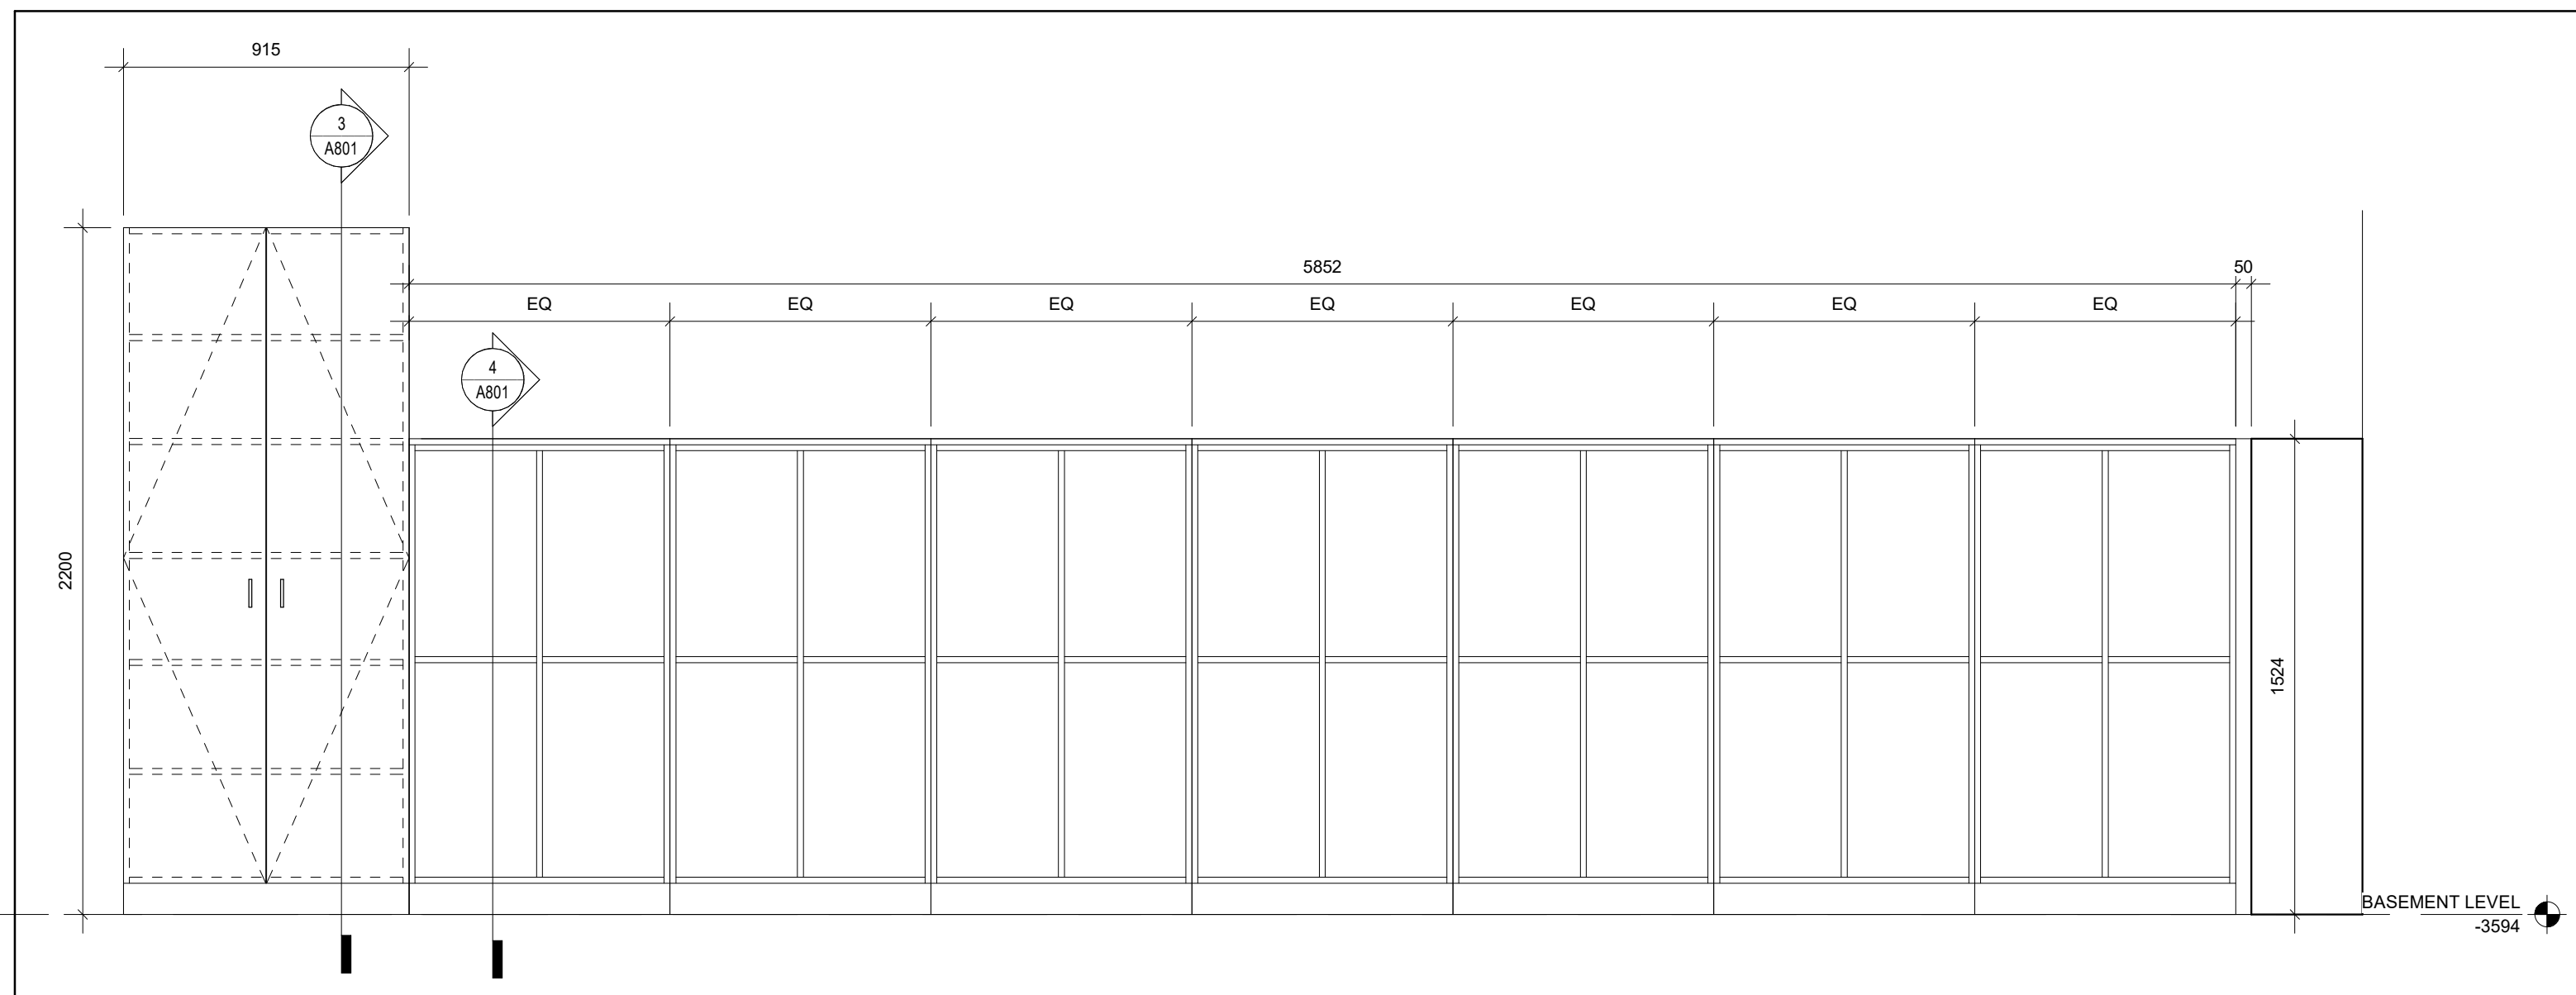 915
3
A801
5852
50
EQ
EQ
EQ
EQ
EQ
EQ
EQ
4
A801
2200
1524
BASEMENT LEVEL
-3594